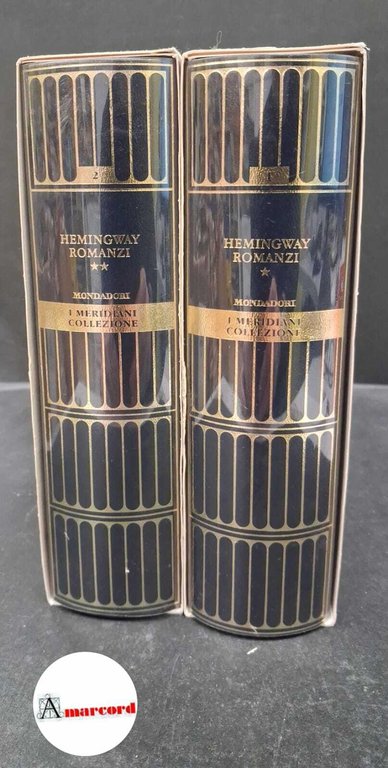 2
HEMINGWAY
ROMANZI
★★
MONDADORI
I MERIDIANI
COLLEZIONE
1
HEMINGWAY
ROMANZI
★
MONDADORI
I MERIDIANI
COLLEZIONE
Amarcord